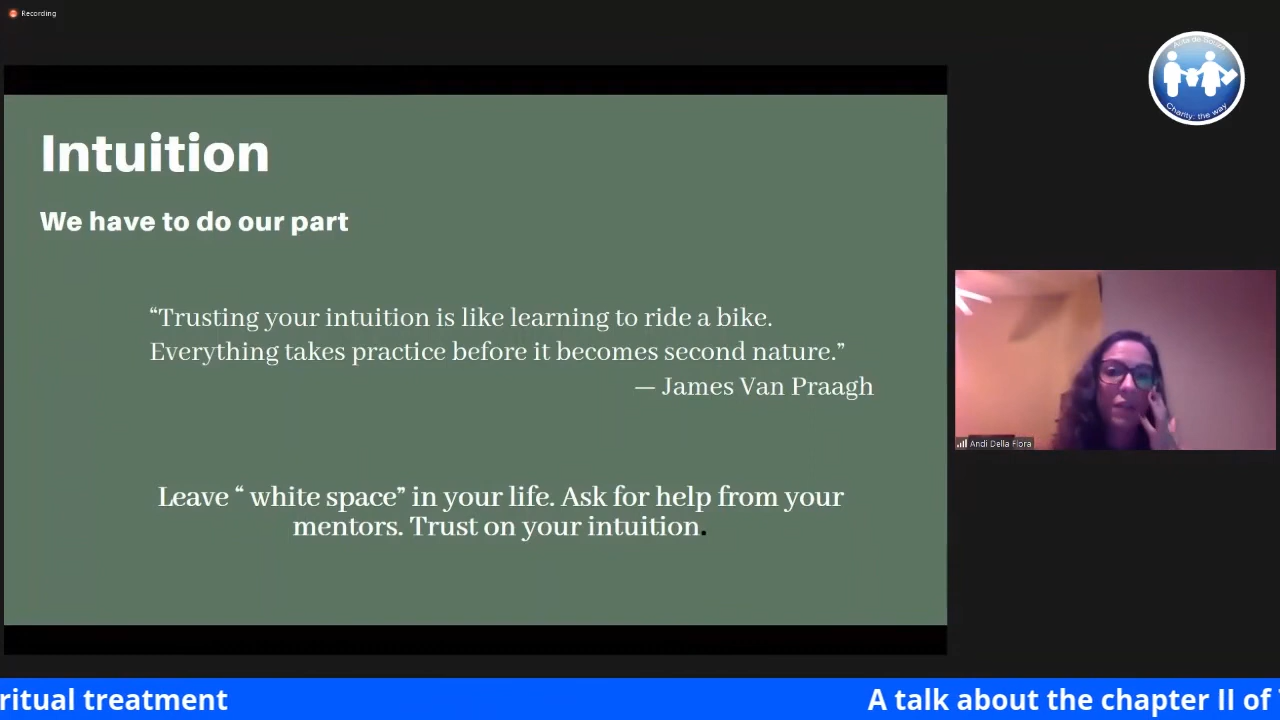 Recording
Charity: the way
Intuition
We have to do our part
“Trusting your intuition is like learning to ride a bike.
Everything takes practice before it becomes second nature.”
— James Van Praagh
Leave “ white space” in your life. Ask for help from your
mentors. Trust on your intuition.
Andi Della Flora
ritual treatment
A talk about the chapter II of